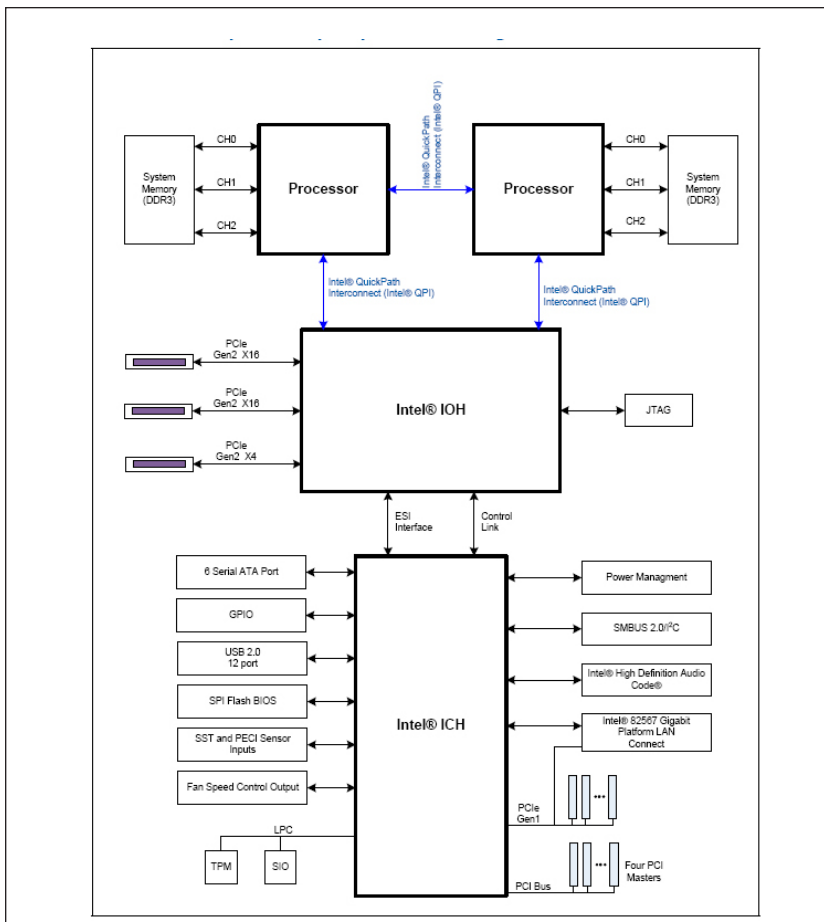 Intel® QuickPath
Interconnect (Intel® QPI)
System
Memory
(DDR3)
CH0
CH1
CH2
Processor
Processor
CH0
CH1
CH2
System
Memory
(DDR3)
Intel® QuickPath
Interconnect (Intel® QPI)
Intel® QuickPath
Interconnect (Intel® QPI)
PCIe
Gen2 X16
PCIe
Gen2 X16
PCIe
Gen2 X4
Intel® IOH
JTAG
ESI
Interface
Control
Link
6 Serial ATA Port
GPIO
USB 2.0
12 port
SPI Flash BIOS
SST and PECI Sensor
Inputs
Fan Speed Control Output
LPC
TPM
SIO
Intel® ICH
Power Managment
SMBUS 2.0/I²C
Intel® High Definition Audio
Code®
Intel® 82567 Gigabit
Platform LAN
Connect
PCIe
Gen1
PCI Bus
Four PCI
Masters